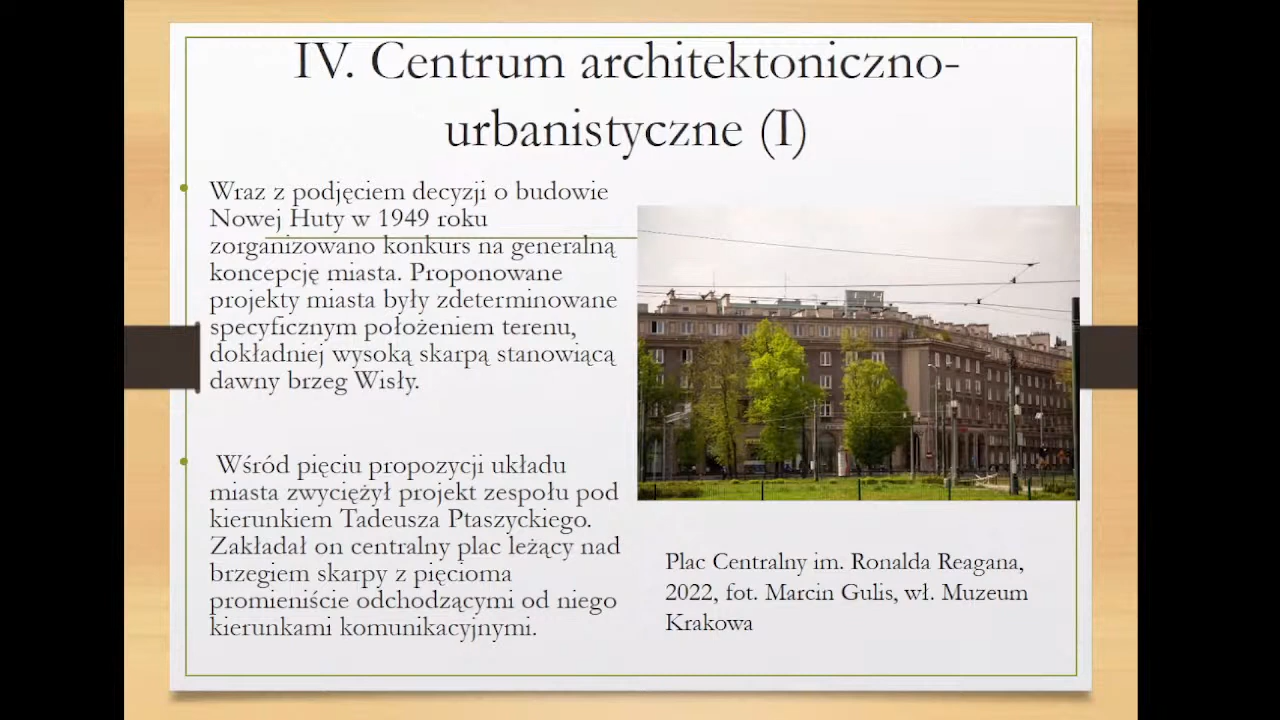 IV. Centrum architektoniczno-
urbanistyczne (I)
• Wraz z podjęciem decyzji o budowie
Nowej Huty w 1949 roku
zorganizowano konkurs na generalną
koncepcję miasta. Proponowane
projekty miasta były zdeterminowane
specyficznym położeniem terenu,
dokładniej wysoką skarpą stanowiącą
dawny brzeg Wisły.
• Wśród pięciu propozycji układu
miasta zwyciężył projekt zespołu pod
kierunkiem Tadeusza Ptaszyckiego.
Zakładał on centralny plac leżący nad
brzegiem skarpy z pięcioma
promieniście odchodzącymi od niego
kierunkami komunikacyjnymi.
Plac Centralny im. Ronalda Reagana,
2022, fot. Marcin Gulis, wł. Muzeum
Krakowa